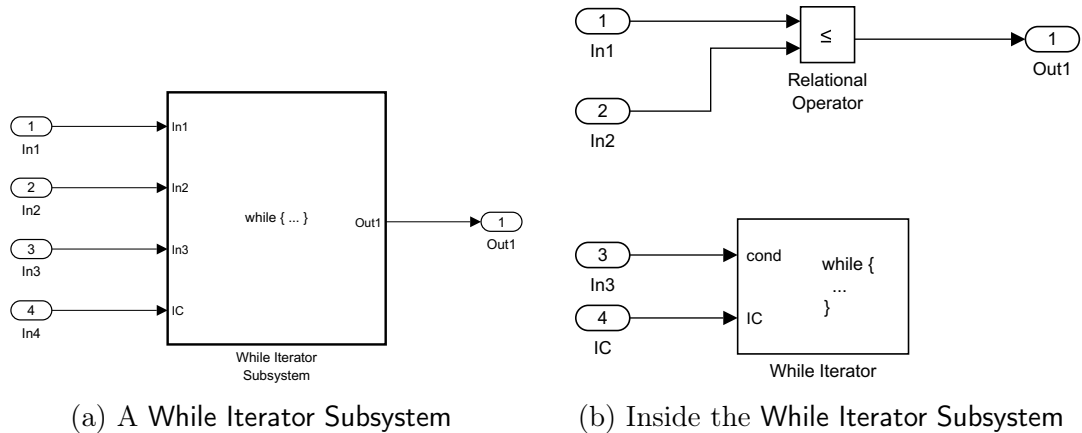 1
In1
2
In2
3
In3
4
In4
In1
In2
In3
IC
while { ... }
Out1
1
Out1
While Iterator
Subsystem
(a) A While Iterator Subsystem
1
In1
2
In2
≤
Relational
Operator
1
Out1
3
In3
4
IC
cond
IC
while {
...
}
While Iterator
(b) Inside the While Iterator Subsystem